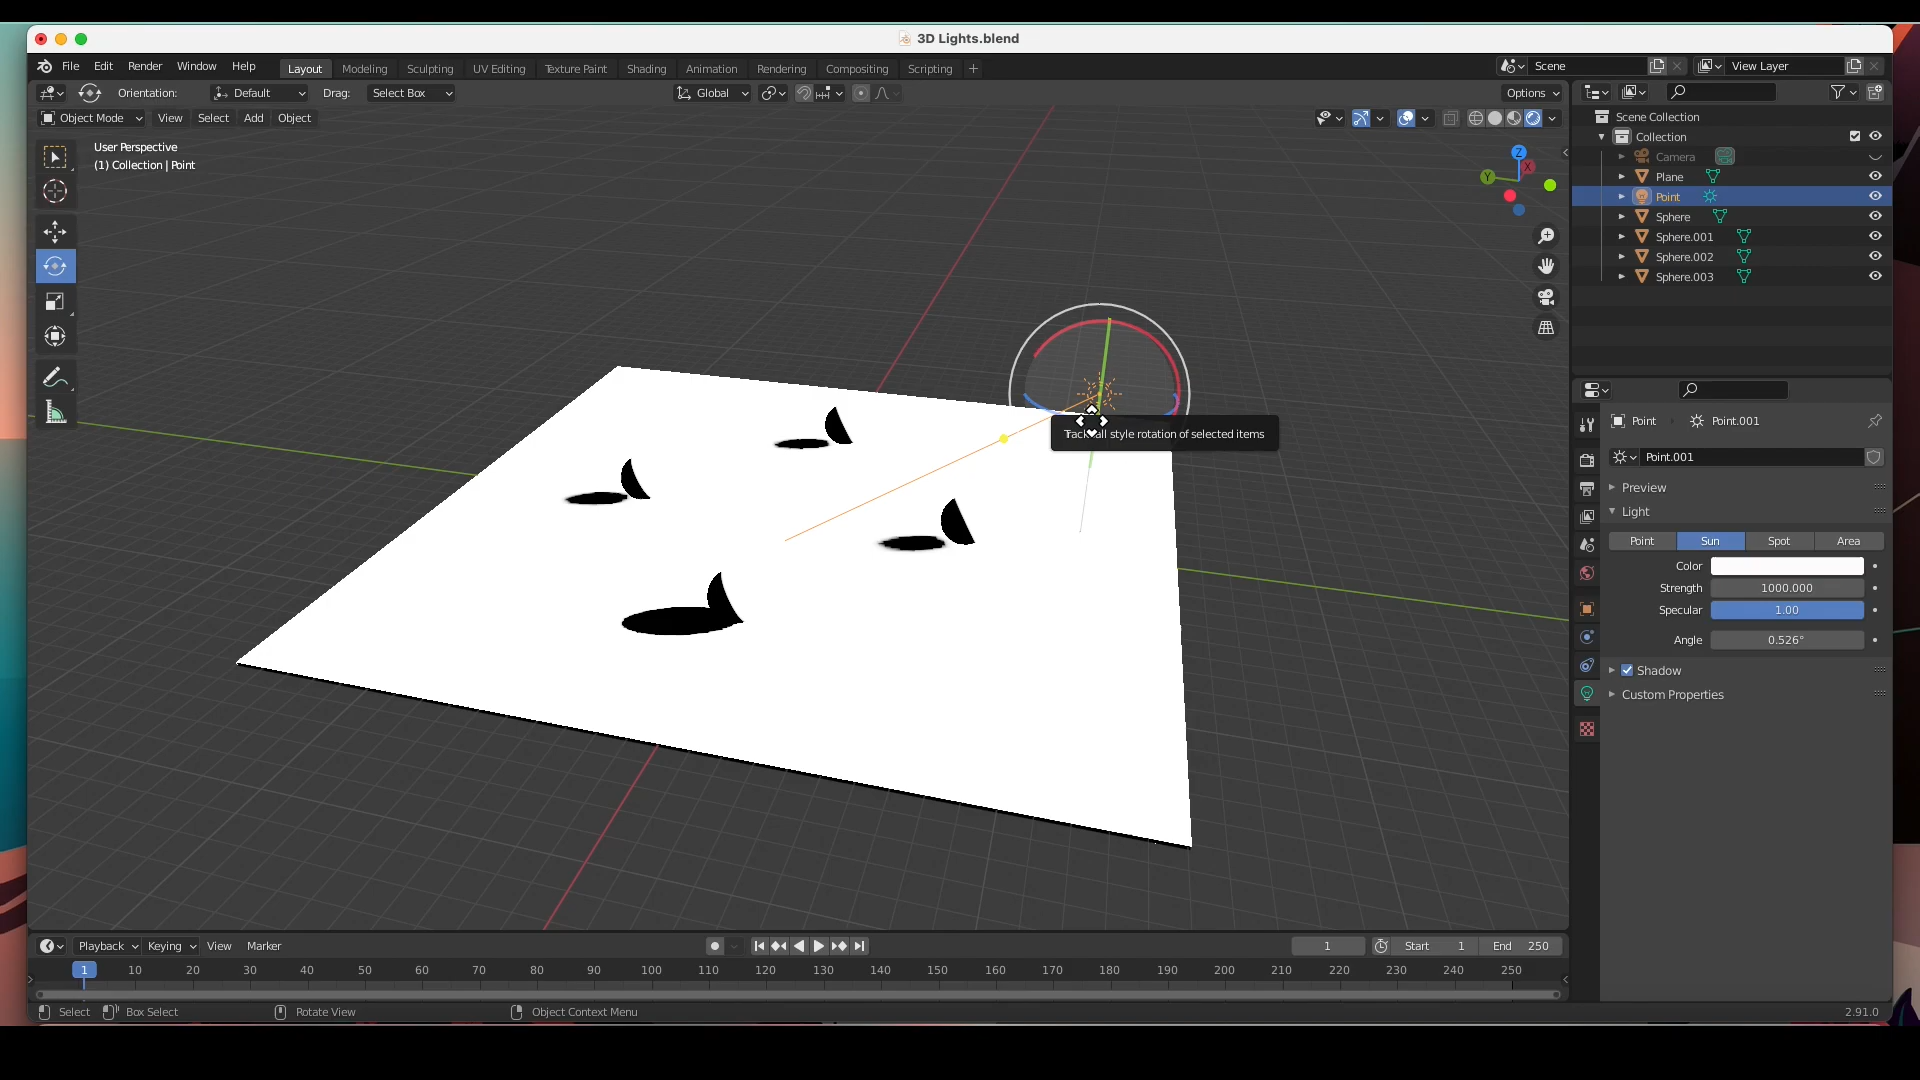 3D Lights.blend
File Edit Render Window Help Layout Modeling Sculpting UV Editing Texture Paint Shading Animation Rendering Compositing Scripting + Scene View Layer
Orientation: Default Drag: Select Box Global Options
Object Mode View Select Add Object
User Perspective
(1) Collection | Point
Z
X
Y
all style rotation of selected items
Scene Collection
Collection
Camera
Plane
Point
Sphere
Sphere.001
Sphere.002
Sphere.003
Point Point.001
Point.001
Preview
Light
Point Sun Spot Area
Color
Strength 1000.000
Specular 1.00
Angle 0.526°
Shadow
Custom Properties
Playback Keying View Marker 1 Start 1 End 250
1 10 20 30 40 50 60 70 80 90 100 110 120 130 140 150 160 170 180 190 200 210 220 230 240 250
Select Box Select Rotate View Object Context Menu 2.91.0